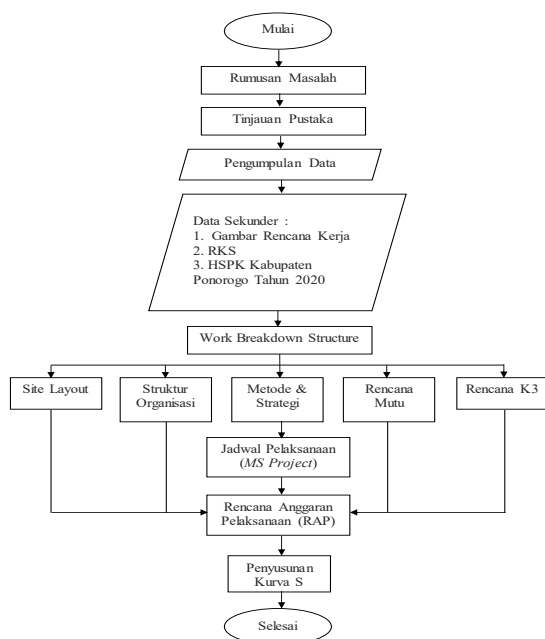 Mulai
Rumusan Masalah
Tinjauan Pustaka
Pengumpulan Data
Data Sekunder :
1. Gambar Rencana Kerja
2. RKS
3. HSPK Kabupaten
Ponorogo Tahun 2020
Work Breakdown Structure
Site Layout
Struktur
Organisasi
Metode &
Strategi
Rencana
Mutu
Rencana K3
Jadwal Pelaksanaan
(MS Project)
Rencana Anggaran
Pelaksanaan (RAP)
Penyusunan
Kurva S
Selesai